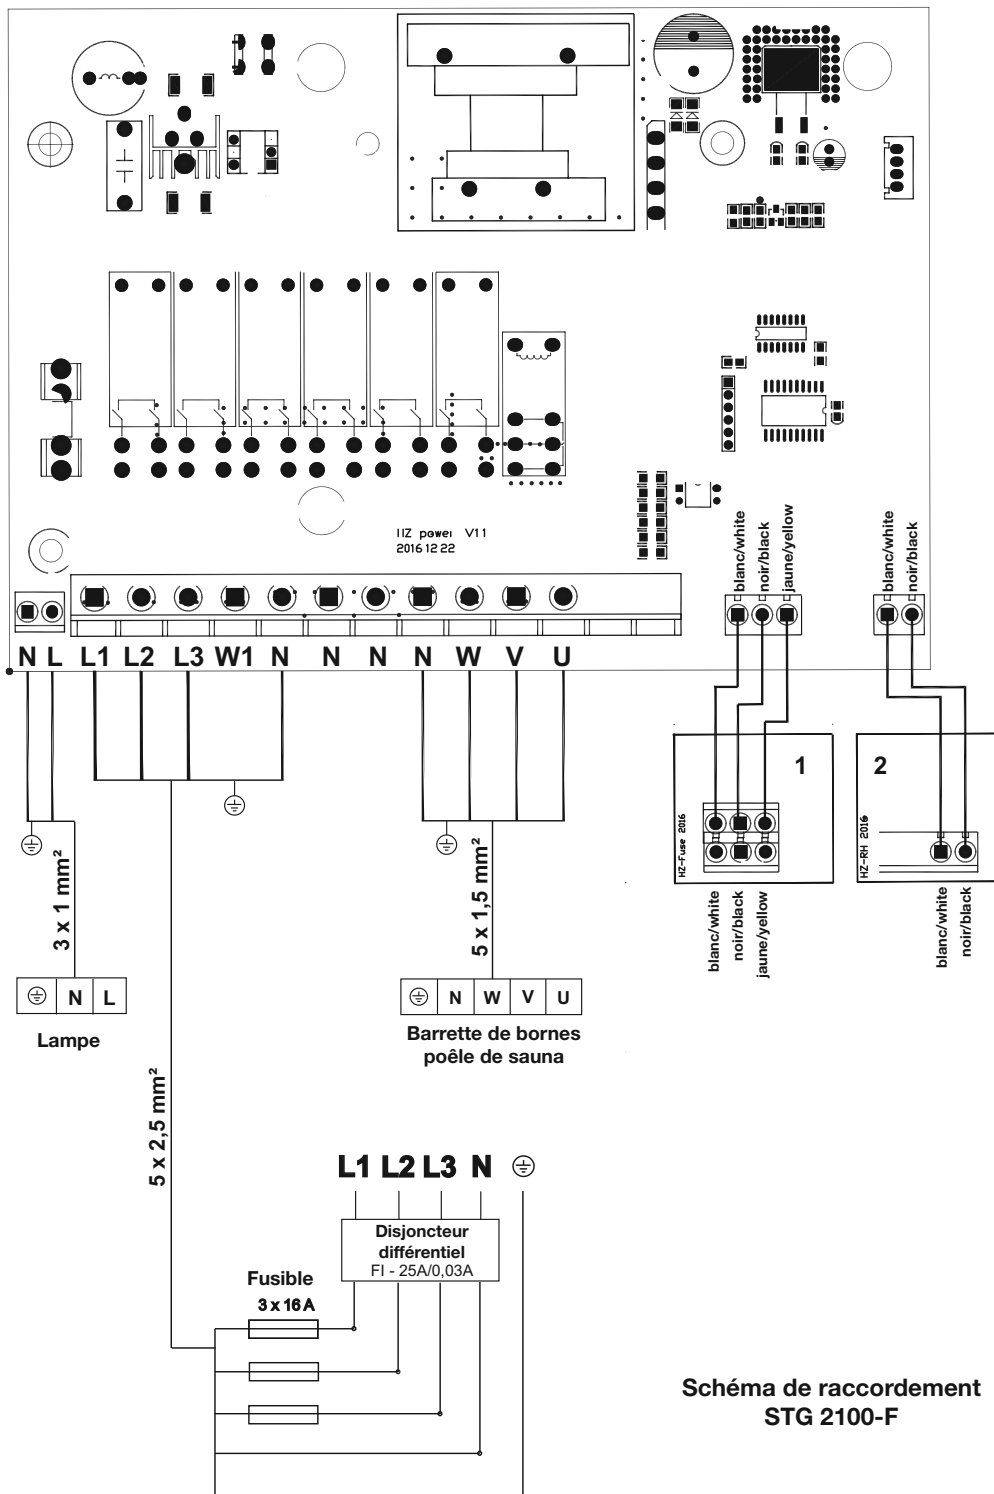 HZ power V1.1
2016 12 22
blanc/white
noir/black
jaune/yellow
blanc/white
noir/black
N L L1 L2 L3 W1 N N N N W V U
1
2
HZ-Fuse 2016
HZ-RH 2016
blanc/white
noir/black
jaune/yellow
blanc/white
noir/black
3 x 1 mm²
5 x 1,5 mm²
N L
Lampe
N W V U
Barrette de bornes
poêle de sauna
5 x 2,5 mm²
L1 L2 L3 N
Disjoncteur
différentiel
FI - 25A/0,03A
Fusible
3 x 16 A
Schéma de raccordement
STG 2100-F